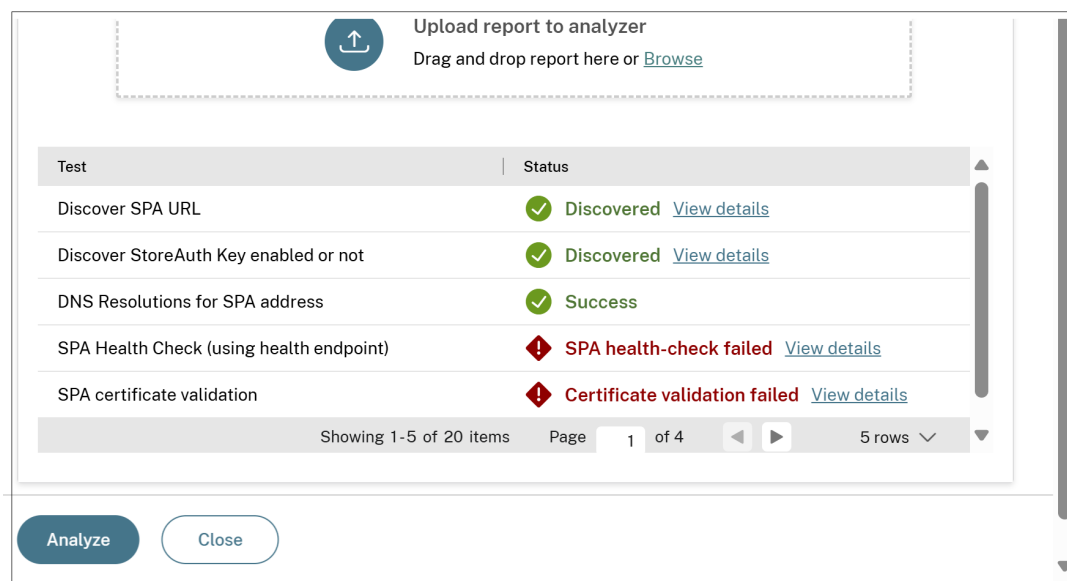 Upload report to analyzer
Drag and drop report here or Browse
Test Status
Discover SPA URL Discovered View details
Discover StoreAuth Key enabled or not Discovered View details
DNS Resolutions for SPA address Success
SPA Health Check (using health endpoint) SPA health-check failed View details
SPA certificate validation Certificate validation failed View details
Showing 1-5 of 20 items Page 1 of 4 5 rows
Analyze Close